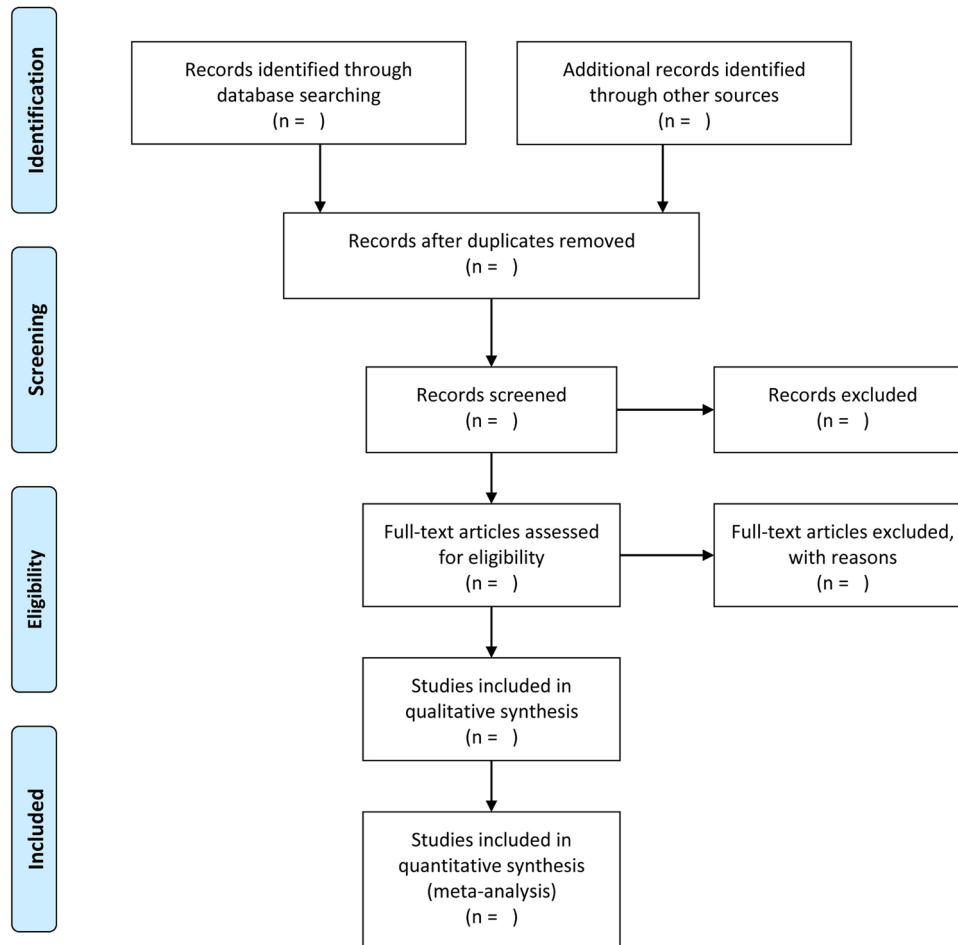 Identification
Records identified through
database searching
(n =   )
Additional records identified
through other sources
(n =   )
Records after duplicates removed
(n =   )
Screening
Records screened
(n =   )
Records excluded
(n =   )
Eligibility
Full-text articles assessed
for eligibility
(n =   )
Full-text articles excluded,
with reasons
(n =   )
Studies included in
qualitative synthesis
(n =   )
Included
Studies included in
quantitative synthesis
(meta-analysis)
(n =   )